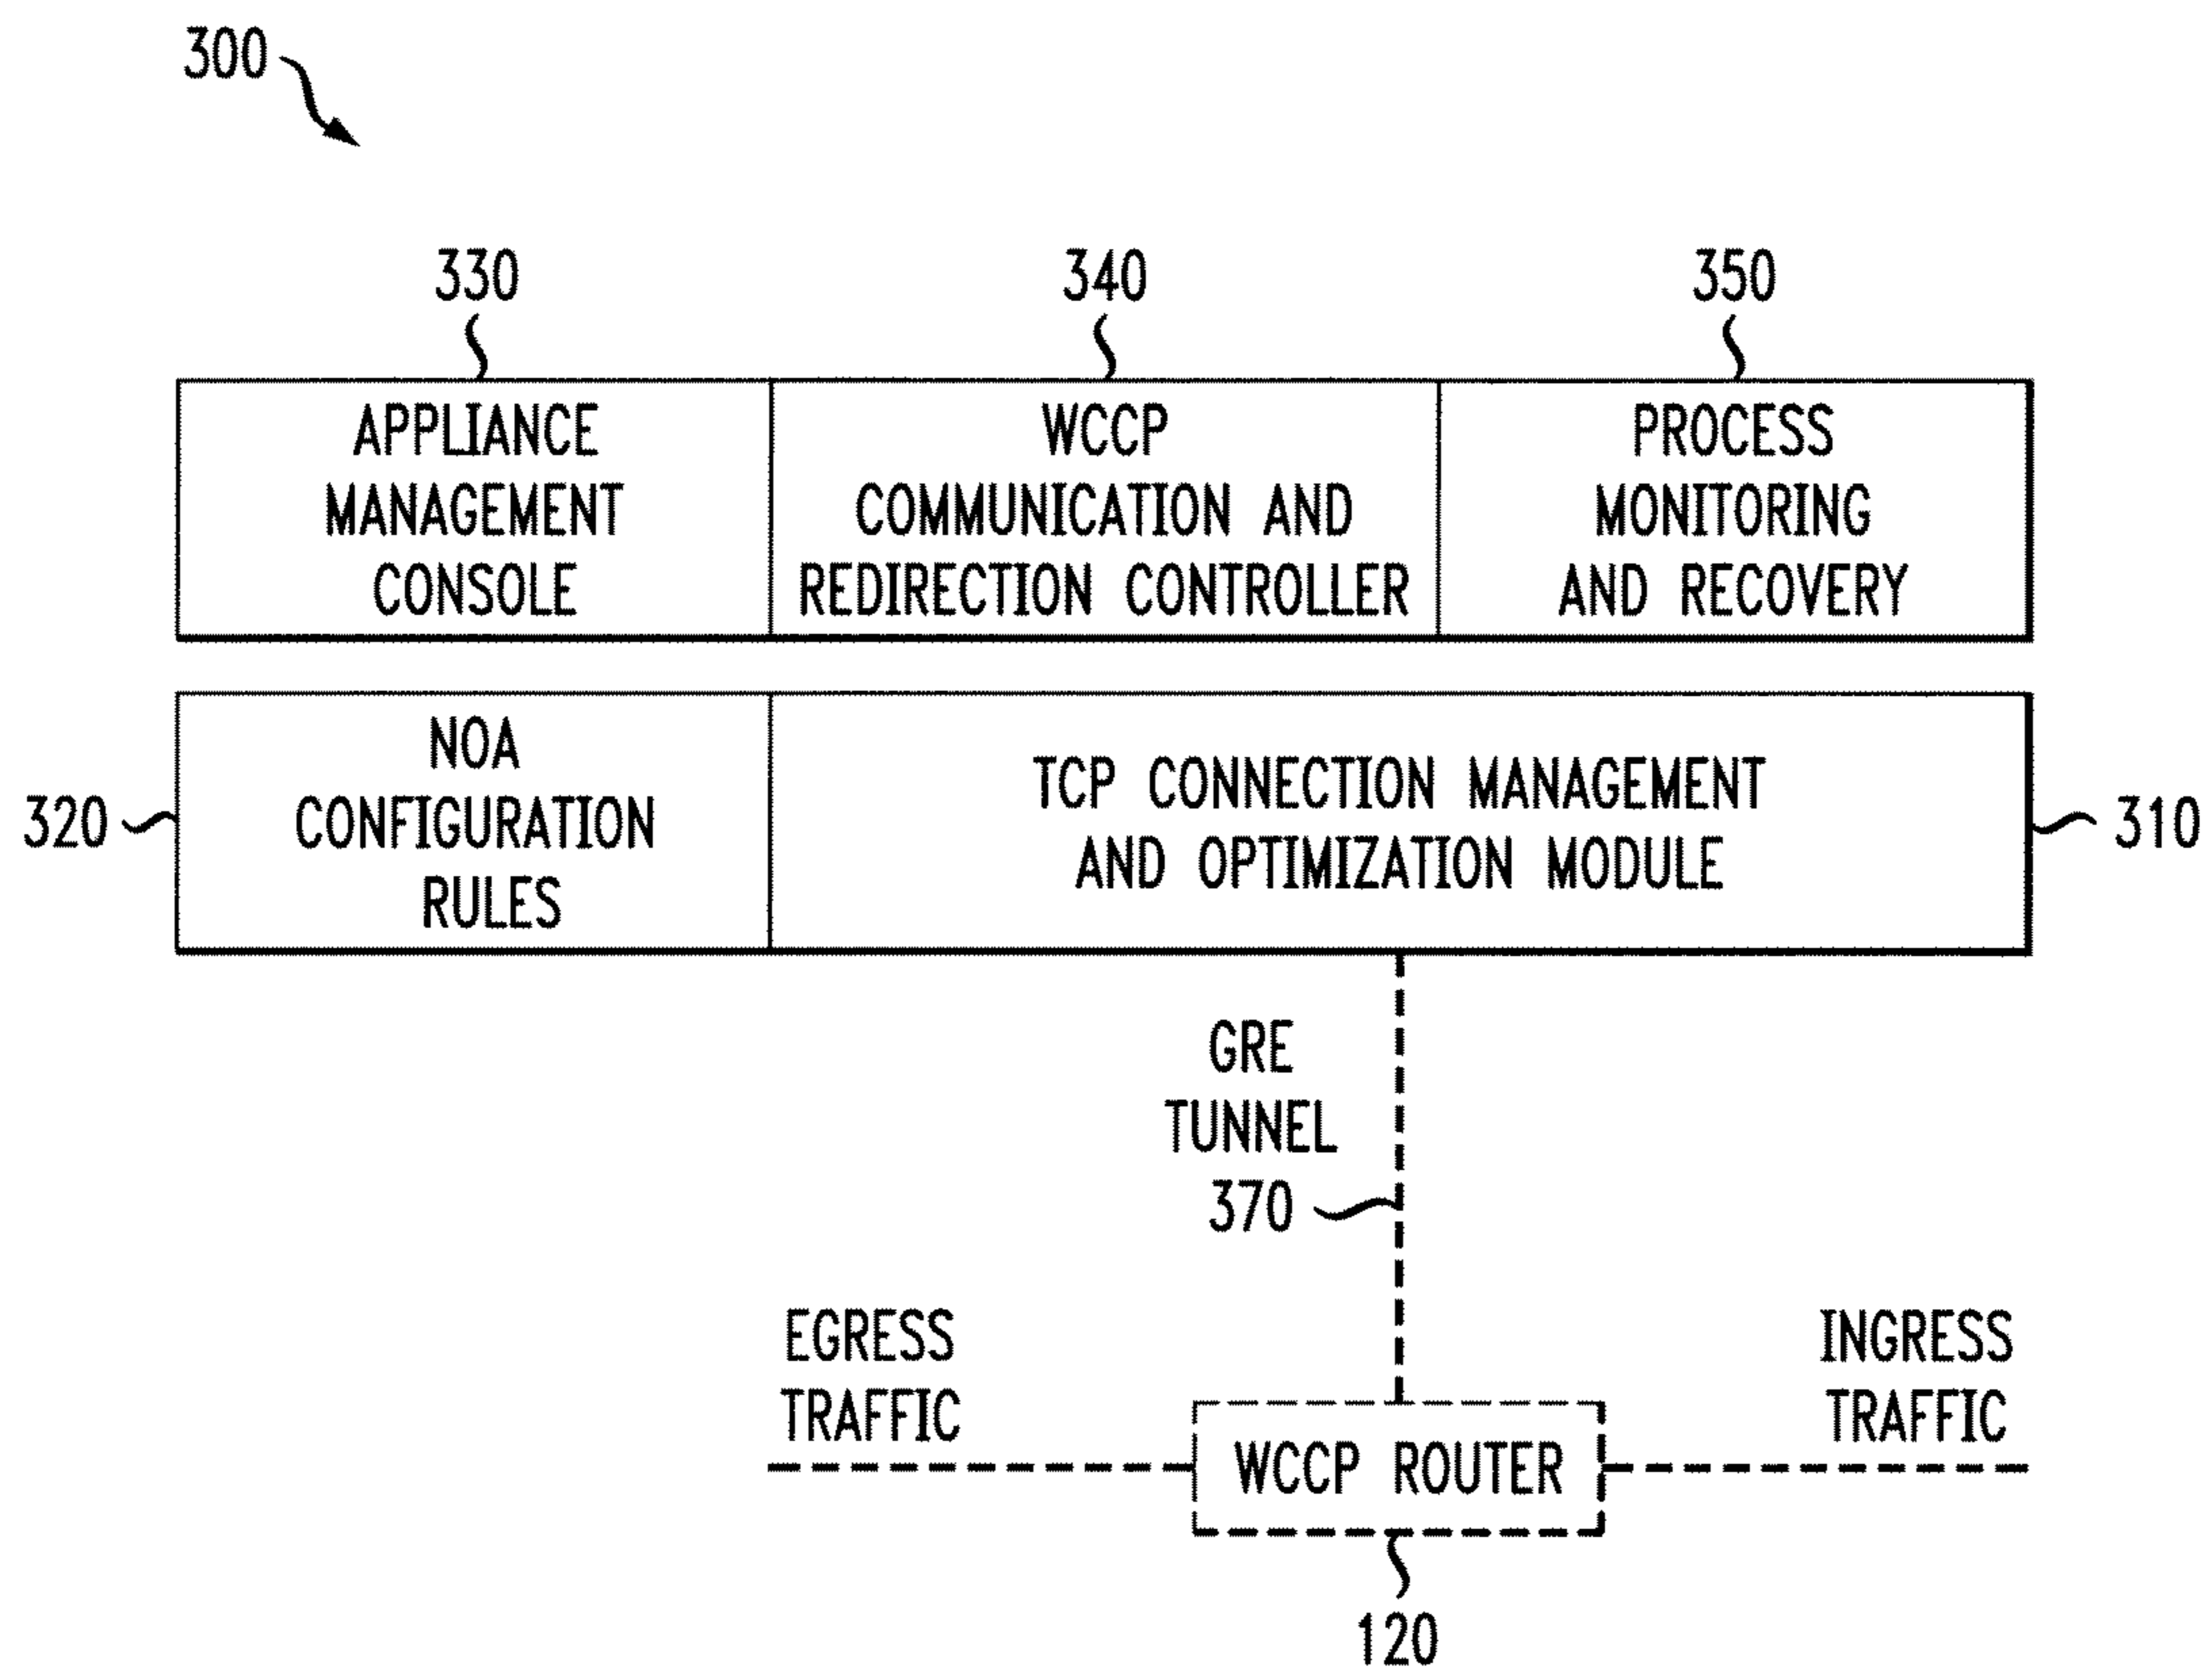 300
330
340
350
APPLIANCE
MANAGEMENT
CONSOLE
WCCP
COMMUNICATION AND
REDIRECTION CONTROLLER
PROCESS
MONITORING
AND RECOVERY
320
NOA
CONFIGURATION
RULES
TCP CONNECTION MANAGEMENT
AND OPTIMIZATION MODULE
310
GRE
TUNNEL
370
EGRESS
TRAFFIC
WCCP ROUTER
INGRESS
TRAFFIC
120